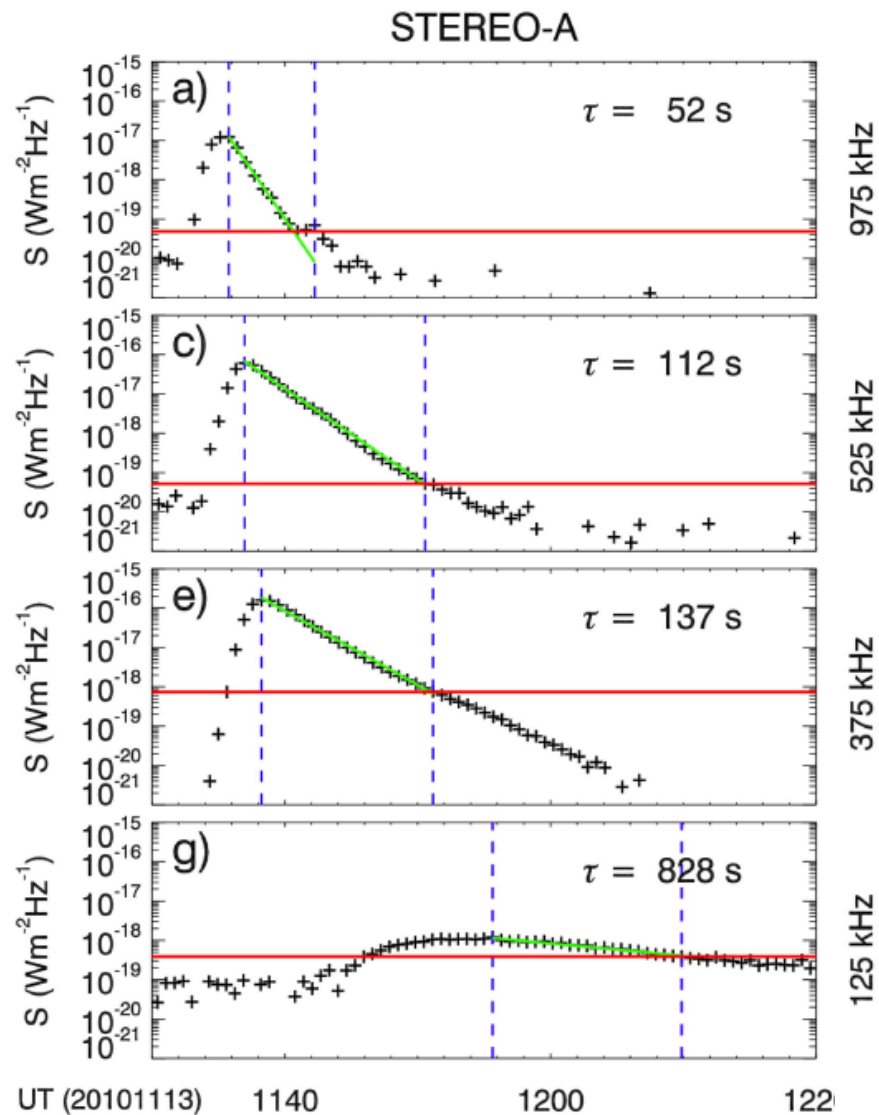 STEREO-A
a) τ = 52 s
10⁻¹⁵
10⁻¹⁶
10⁻¹⁷
10⁻¹⁸
10⁻¹⁹
10⁻²⁰
10⁻²¹
S (Wm⁻²Hz⁻¹)
975 kHz
c) τ = 112 s
10⁻¹⁵
10⁻¹⁶
10⁻¹⁷
10⁻¹⁸
10⁻¹⁹
10⁻²⁰
10⁻²¹
S (Wm⁻²Hz⁻¹)
525 kHz
e) τ = 137 s
10⁻¹⁵
10⁻¹⁶
10⁻¹⁷
10⁻¹⁸
10⁻¹⁹
10⁻²⁰
10⁻²¹
S (Wm⁻²Hz⁻¹)
375 kHz
g) τ = 828 s
10⁻¹⁵
10⁻¹⁶
10⁻¹⁷
10⁻¹⁸
10⁻¹⁹
10⁻²⁰
10⁻²¹
S (Wm⁻²Hz⁻¹)
125 kHz
UT (20101113) 1140 1200